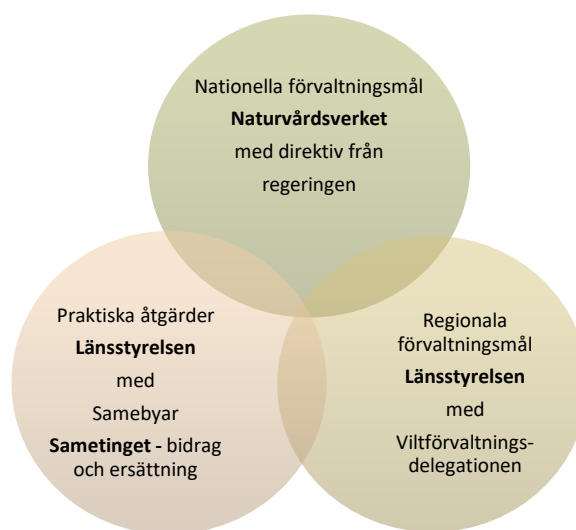 Nationella förvaltningsmål
Naturvårdsverket
med direktiv från
regeringen
Praktiska åtgärder
Länsstyrelsen
med
Samebyar
Sametinget - bidrag
och ersättning
Regionala
förvaltningsmål
Länsstyrelsen
med
Viltförvaltnings-
delegationen